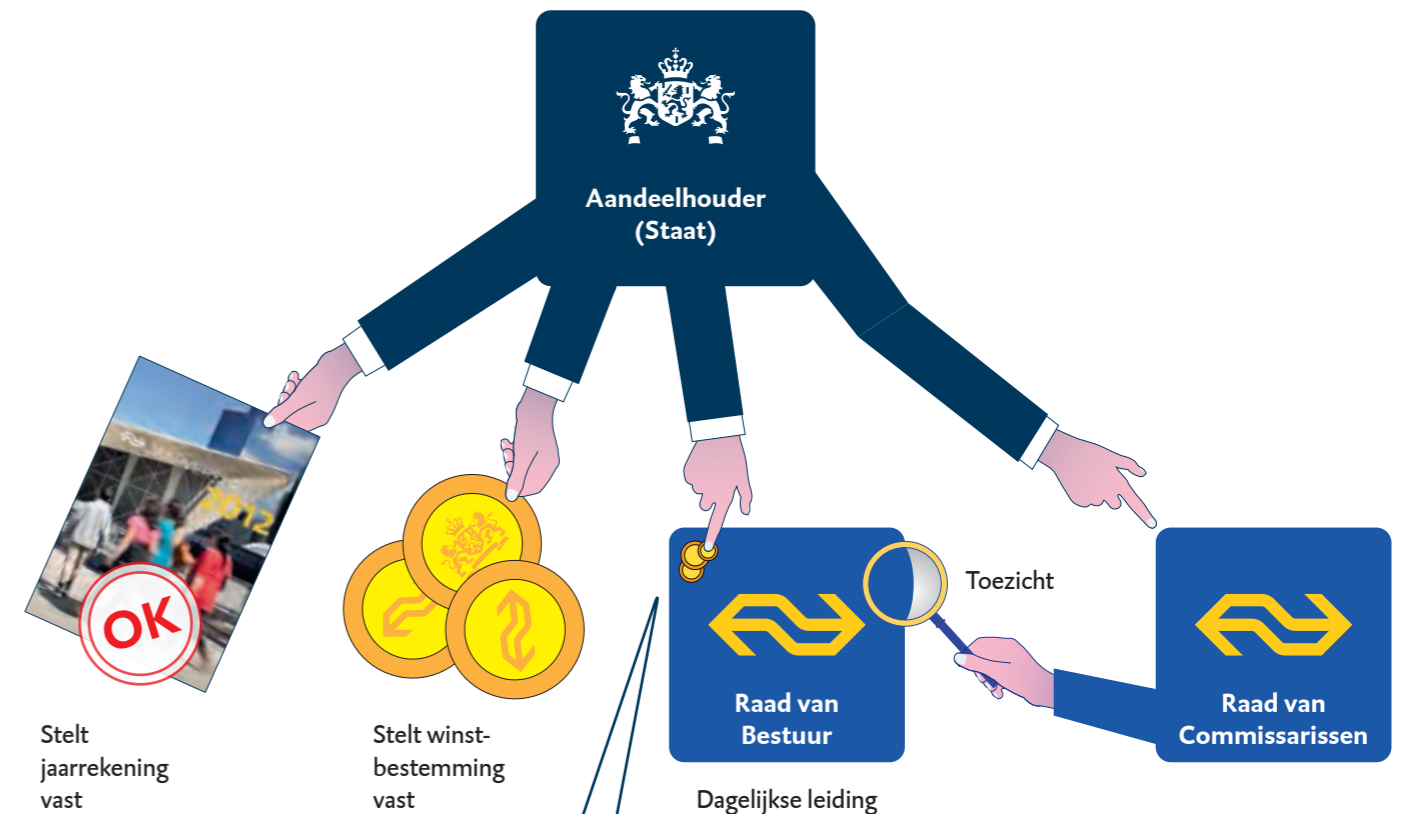 Aandeelhouder
(Staat)
2012
OK
Toezicht
Raad van
Bestuur
Raad van
Commissarissen
Stelt
jaarrekening
vast
Stelt winst-
bestemming
vast
Dagelijkse leiding